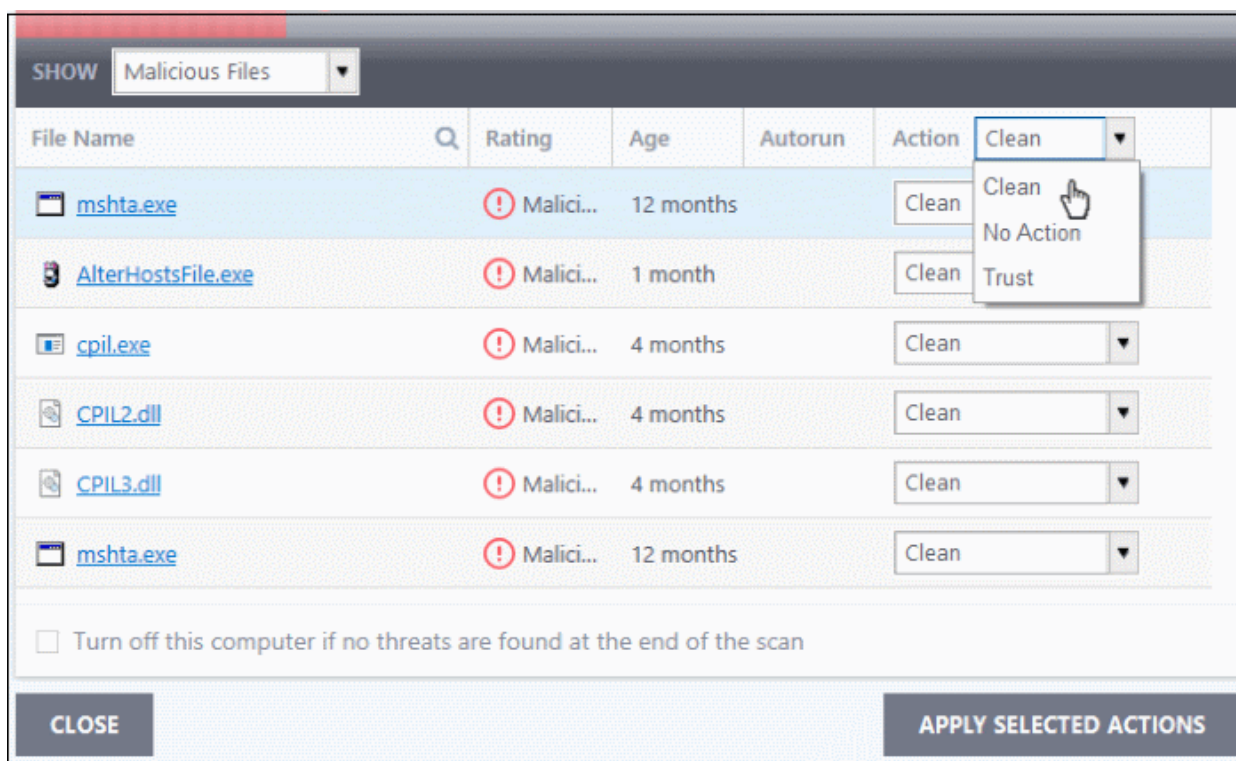 SHOW Malicious Files
File Name Rating Age Autorun Action Clean
mshta.exe Malici... 12 months Clean
Clean
No Action
Trust
AlterHostsFile.exe Malici... 1 month Clean
cpil.exe Malici... 4 months Clean
CPIL2.dll Malici... 4 months Clean
CPIL3.dll Malici... 4 months Clean
mshta.exe Malici... 12 months Clean
Turn off this computer if no threats are found at the end of the scan
CLOSE APPLY SELECTED ACTIONS